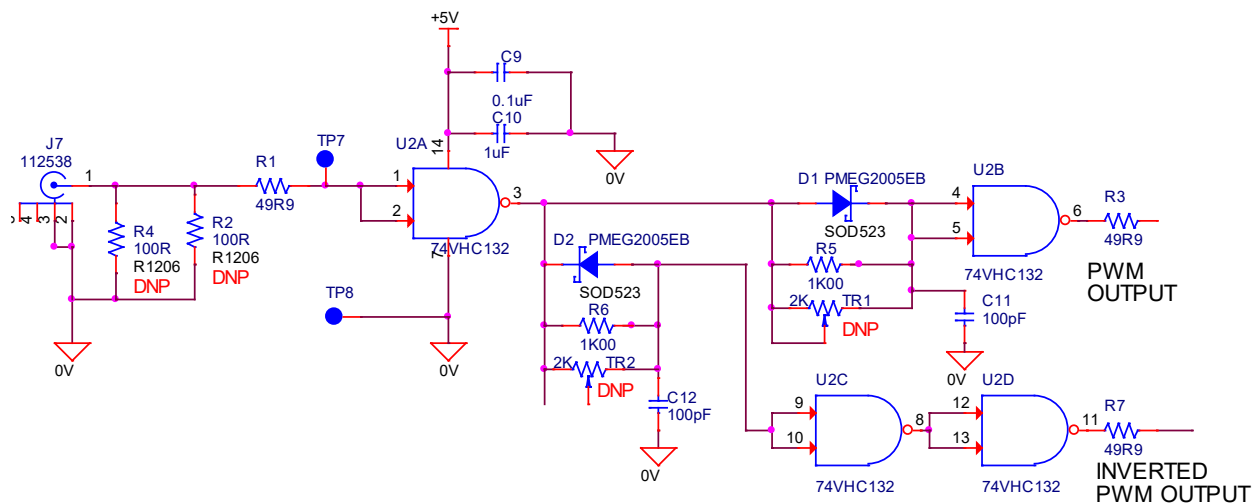 +5V
C9
0.1uF
C10
1uF
0V
J7
112538
1
2
3
4
R4
100R
R1206
DNP
R2
100R
R1206
DNP
0V
R1
49R9
TP7
TP8
U2A
14
1
2
3
7
74VHC132
0V
D2 PMEG2005EB
SOD523
R6
1K00
2K TR2
DNP
C12
100pF
0V
D1 PMEG2005EB
SOD523
R5
1K00
2K TR1
DNP
C11
100pF
0V
U2B
4
5
6
74VHC132
R3
49R9
PWM
OUTPUT
U2C
9
10
8
74VHC132
U2D
12
13
11
74VHC132
R7
49R9
INVERTED
PWM OUTPUT